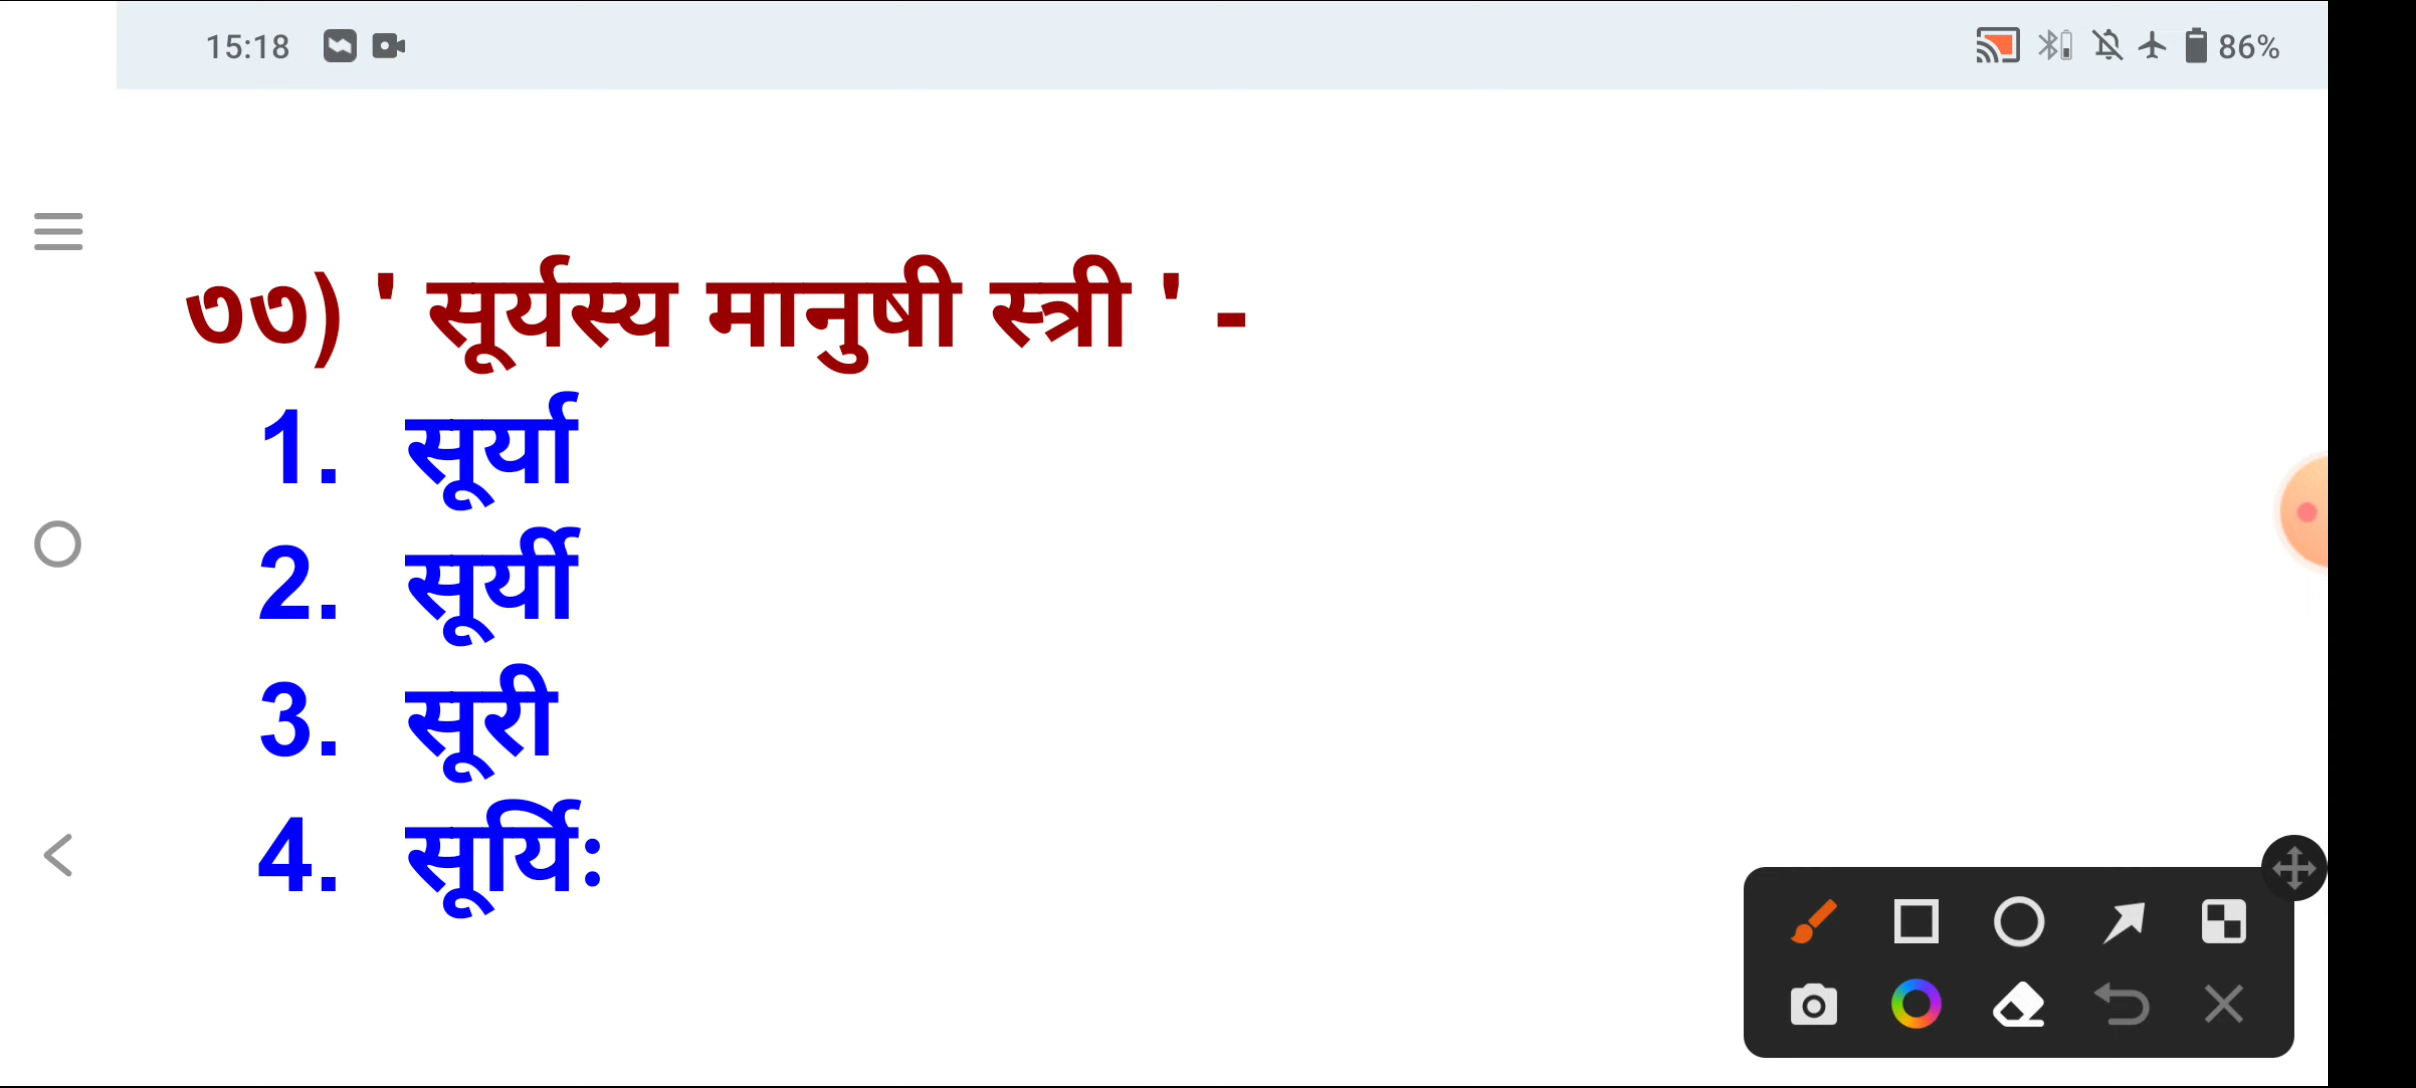 15:18 86%
७७) ' सूर्यस्य मानुषी स्त्री ' -
1. सूर्या
2. सूर्यी
3. सूरी
4. सूर्यिः